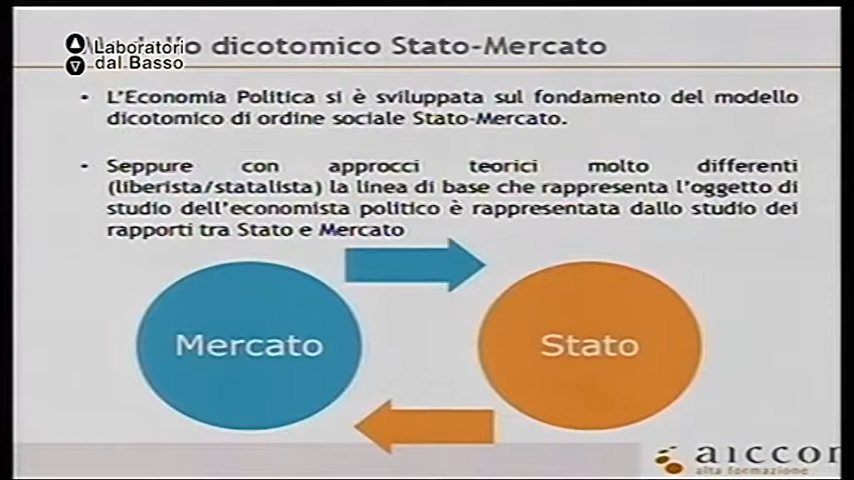 Laboratori
dal Basso
dicotomico Stato-Mercato
• L'Economia Politica si è sviluppata sul fondamento del modello
dicotomico di ordine sociale Stato-Mercato.
• Seppure con approcci teorici molto differenti
(liberista/statalista) la linea di base che rappresenta l'oggetto di
studio dell'economista politico è rappresentata dallo studio dei
rapporti tra Stato e Mercato
Mercato
Stato
aiccon
alta formazione